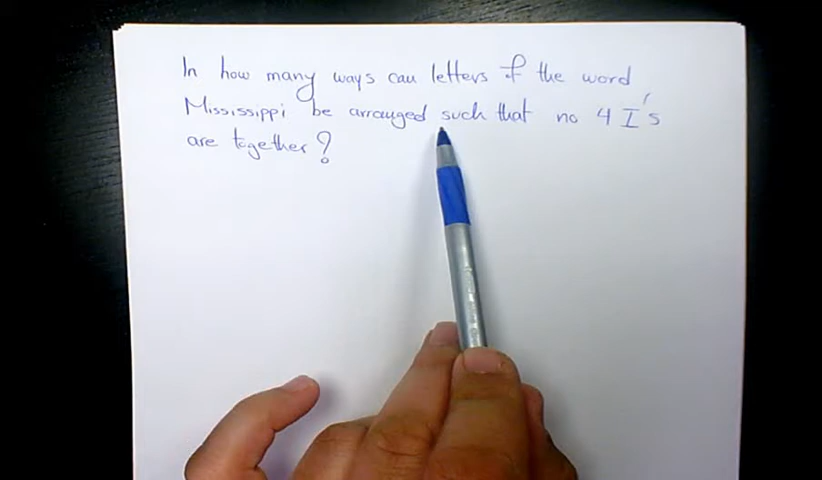 In how many ways can letters of the word
Mississippi be arranged such that no 4 I's
are together?